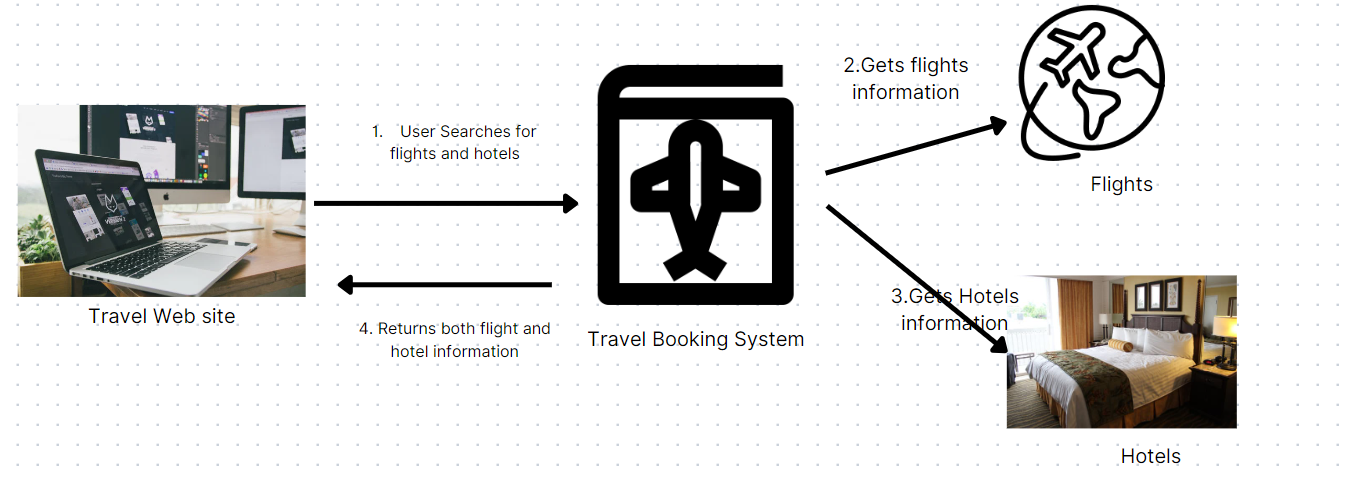 1. User Searches for
flights and hotels
2.Gets flights
information
Flights
3.Gets Hotels
information
Hotels
4. Returns both flight and
hotel information
Travel Web site
Travel Booking System